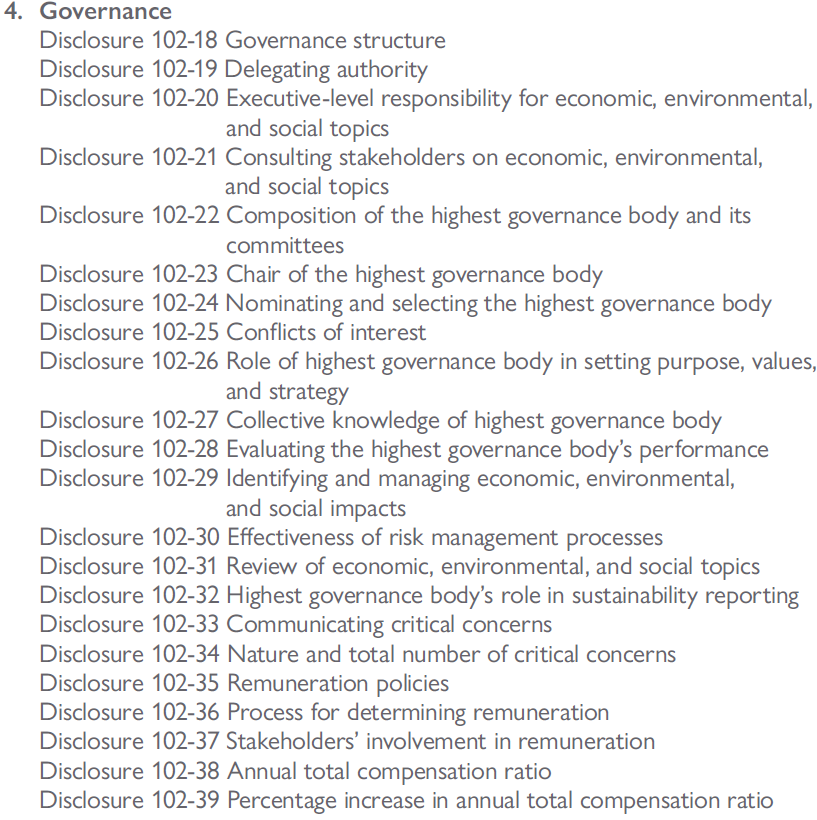 4. Governance
Disclosure 102-18 Governance structure
Disclosure 102-19 Delegating authority
Disclosure 102-20 Executive-level responsibility for economic, environmental,
and social topics
Disclosure 102-21 Consulting stakeholders on economic, environmental,
and social topics
Disclosure 102-22 Composition of the highest governance body and its
committees
Disclosure 102-23 Chair of the highest governance body
Disclosure 102-24 Nominating and selecting the highest governance body
Disclosure 102-25 Conflicts of interest
Disclosure 102-26 Role of highest governance body in setting purpose, values,
and strategy
Disclosure 102-27 Collective knowledge of highest governance body
Disclosure 102-28 Evaluating the highest governance body’s performance
Disclosure 102-29 Identifying and managing economic, environmental,
and social impacts
Disclosure 102-30 Effectiveness of risk management processes
Disclosure 102-31 Review of economic, environmental, and social topics
Disclosure 102-32 Highest governance body’s role in sustainability reporting
Disclosure 102-33 Communicating critical concerns
Disclosure 102-34 Nature and total number of critical concerns
Disclosure 102-35 Remuneration policies
Disclosure 102-36 Process for determining remuneration
Disclosure 102-37 Stakeholders’ involvement in remuneration
Disclosure 102-38 Annual total compensation ratio
Disclosure 102-39 Percentage increase in annual total compensation ratio